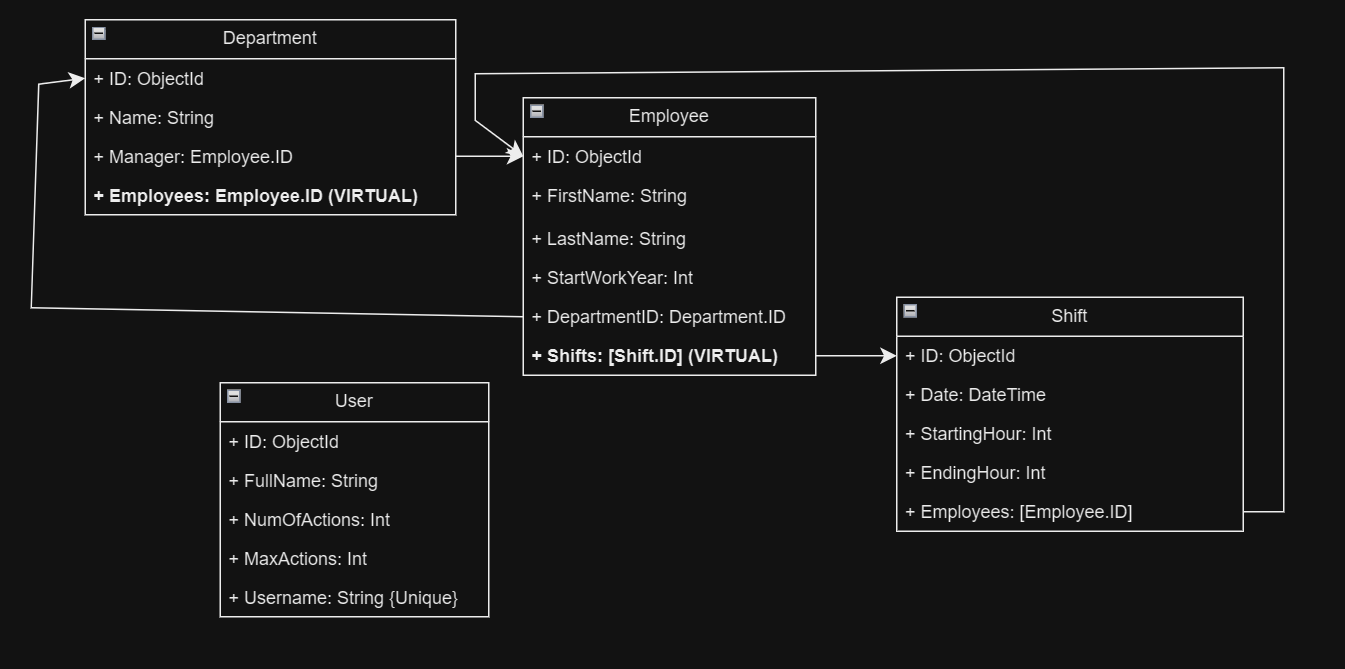 Department
+ ID: ObjectId
+ Name: String
+ Manager: Employee.ID
+ Employees: Employee.ID (VIRTUAL)
Employee
+ ID: ObjectId
+ FirstName: String
+ LastName: String
+ StartWorkYear: Int
+ DepartmentID: Department.ID
+ Shifts: [Shift.ID] (VIRTUAL)
Shift
+ ID: ObjectId
+ Date: DateTime
+ StartingHour: Int
+ EndingHour: Int
+ Employees: [Employee.ID]
User
+ ID: ObjectId
+ FullName: String
+ NumOfActions: Int
+ MaxActions: Int
+ Username: String {Unique}